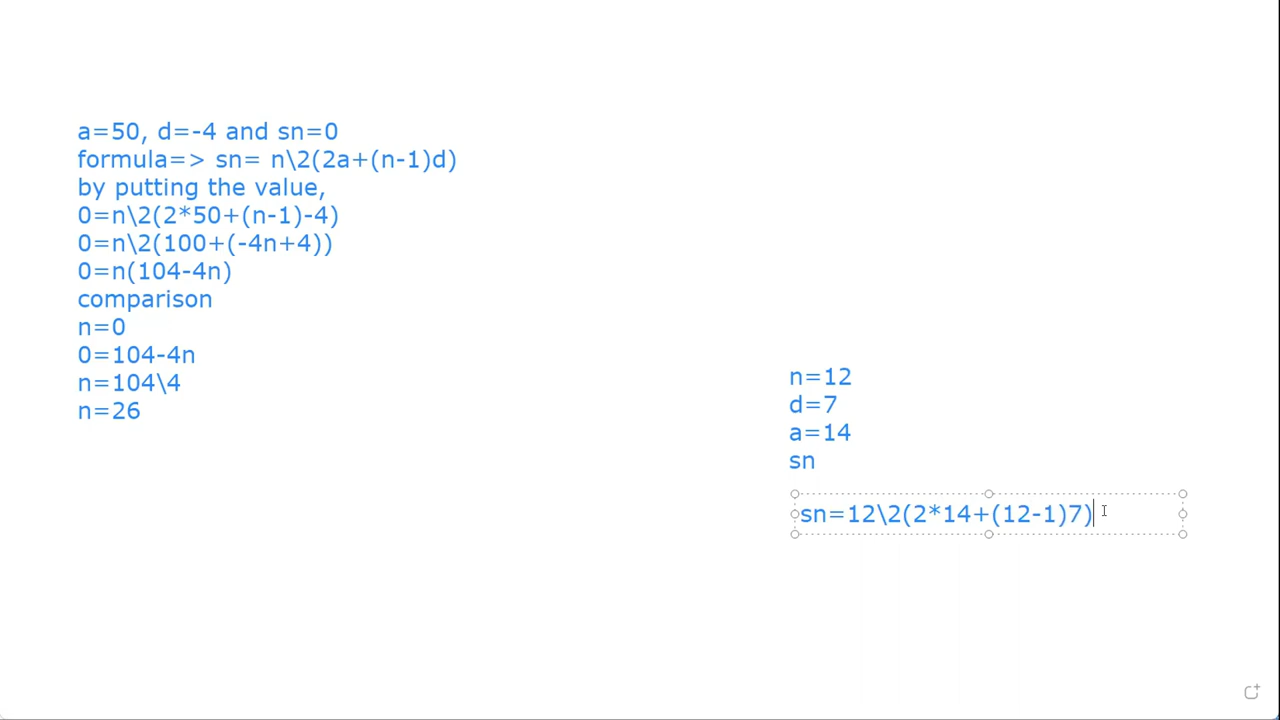 a=50, d=-4 and sn=0
formula=> sn= n\2(2a+(n-1)d)
by putting the value,
0=n\2(2*50+(n-1)-4)
0=n\2(100+(-4n+4))
0=n(104-4n)
comparison
n=0
0=104-4n
n=104\4
n=26
n=12
d=7
a=14
sn
sn=12\2(2*14+(12-1)7)